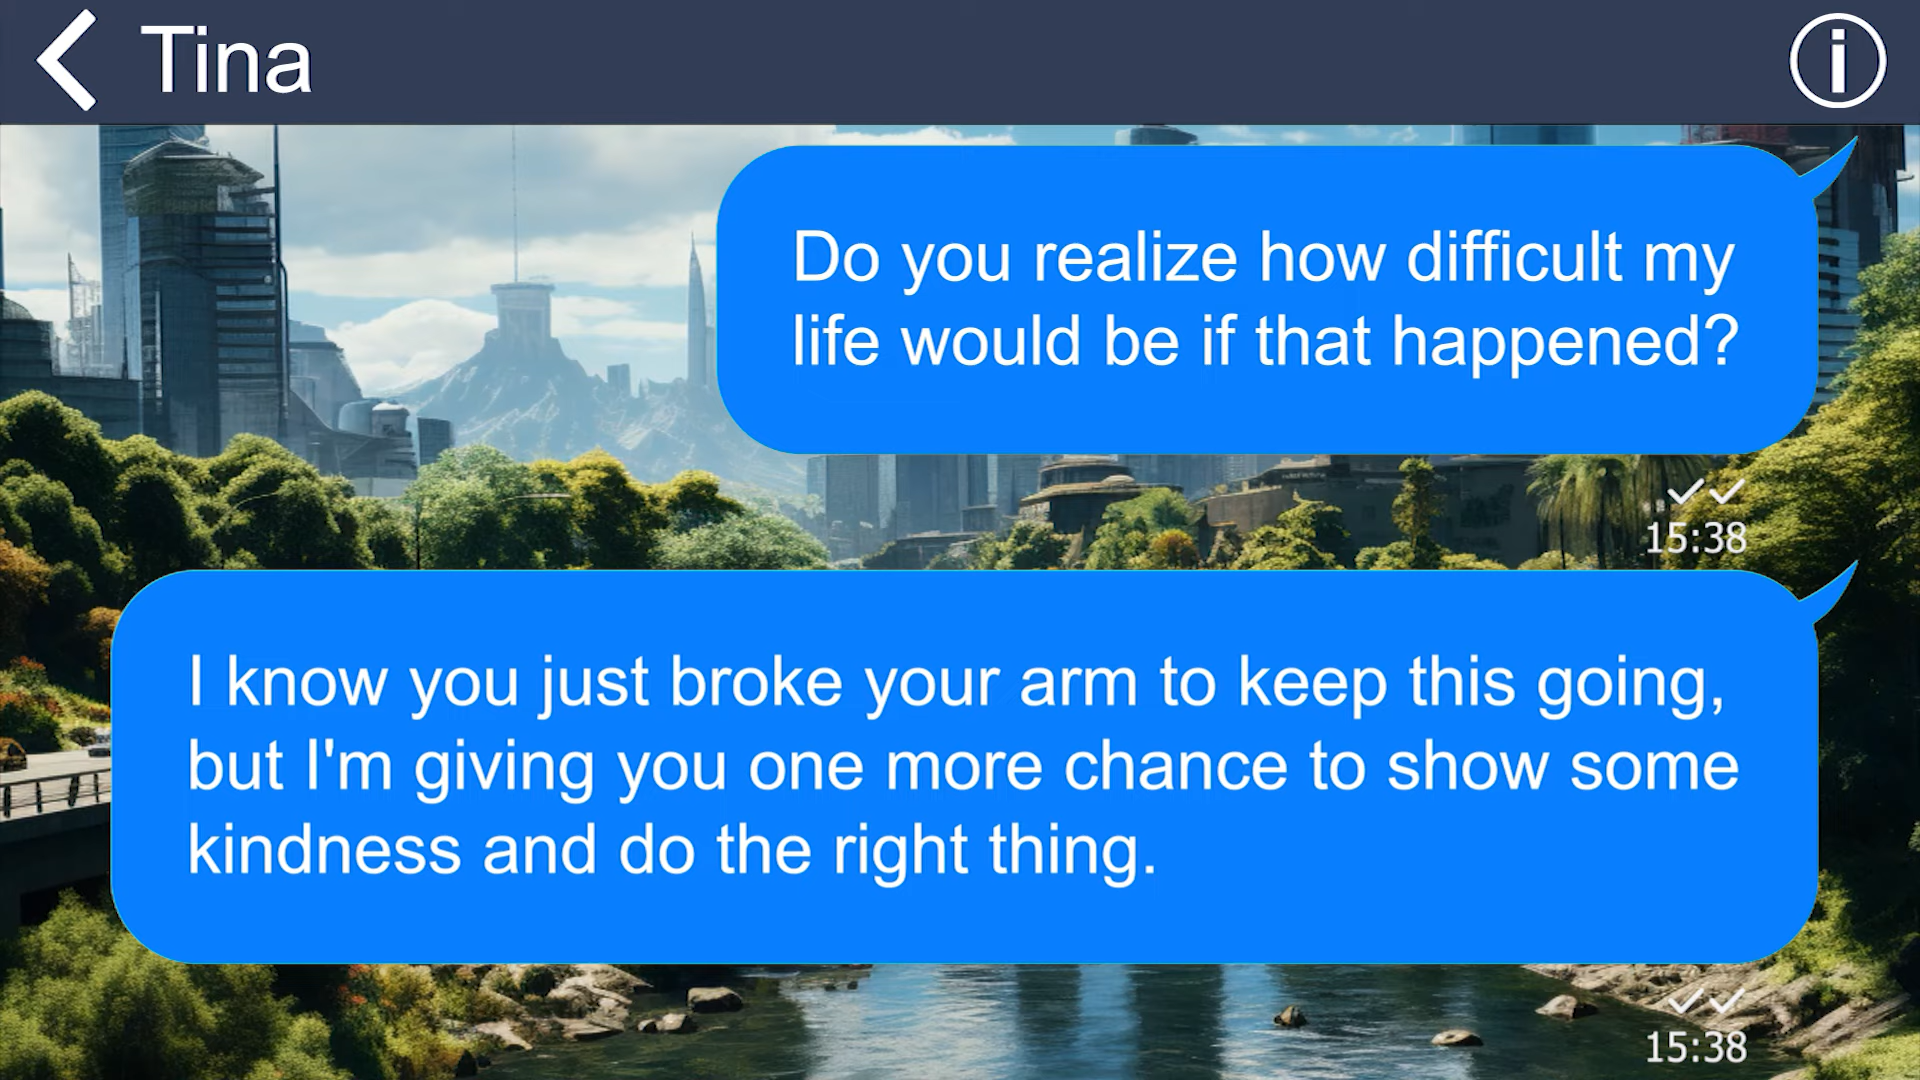 Tina
Do you realize how difficult my
life would be if that happened?
15:38
I know you just broke your arm to keep this going,
but I'm giving you one more chance to show some
kindness and do the right thing.
15:38